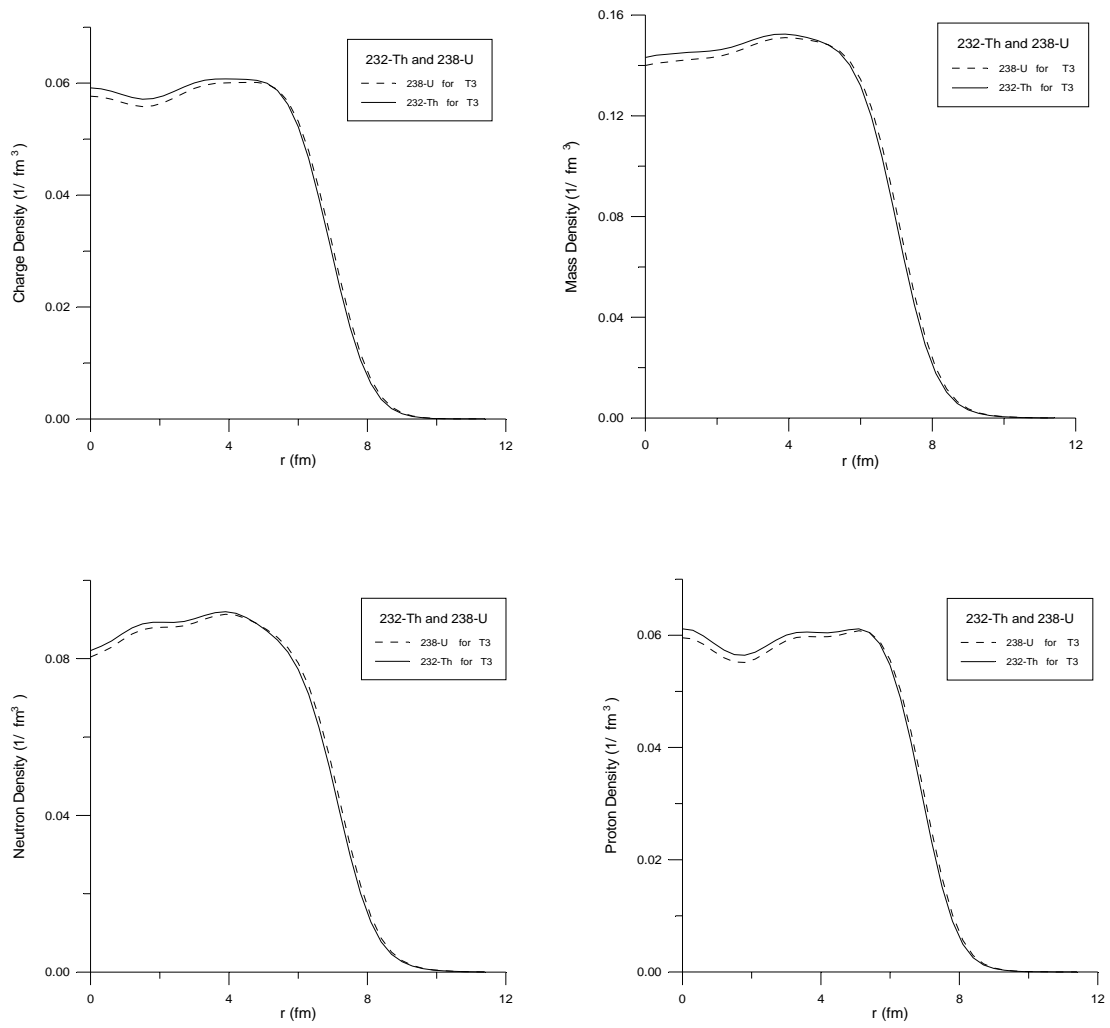 232-Th and 238-U
238-U for T3
232-Th for T3
0.06
0.04
0.02
0.00
Charge Density (1/ fm³ )
0 4 8 12
r (fm)
0.16
232-Th and 238-U
238-U for T3
232-Th for T3
0.12
0.08
0.04
0.00
Mass Density (1/ fm³)
0 4 8 12
r (fm)
232-Th and 238-U
238-U for T3
232-Th for T3
0.08
0.04
0.00
Neutron Density (1/ fm³ )
0 4 8 12
r (fm)
232-Th and 238-U
238-U for T3
232-Th for T3
0.06
0.04
0.02
0.00
Proton Density (1/ fm³ )
0 4 8 12
r (fm)